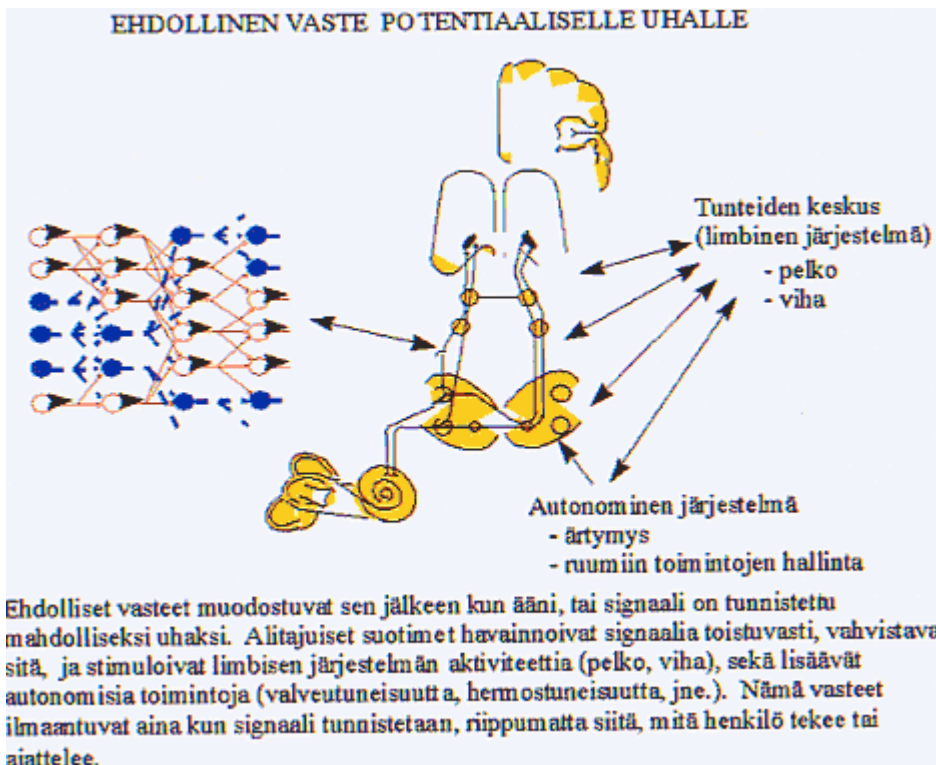 EHDOLLINEN VASTE POTENTIAALISELLE UHALLE
Tunteiden keskus
(limbinen järjestelmä)
- pelko
- viha
Autonominen järjestelmä
- ärtymys
- ruumiin toimintojen hallinta
Ehdolliset vasteet muodostuvat sen jälkeen kun ääni, tai signaali on tunnistettu
mahdolliseksi uhaksi. Alitajuiset suotimet havainnoivat signaalia toistuvasti, vahvistava
sitä, ja stimuloivat limbisen järjestelmän aktiviteettia (pelko, viha), sekä lisäävät
autonomisia toimintoja (valveutuneisuutta, hermostuneisuutta, jne.). Nämä vasteet
ilmaantuvat aina kun signaali tunnistetaan, riippumatta siitä, mitä henkilö tekee tai
ajattelee.